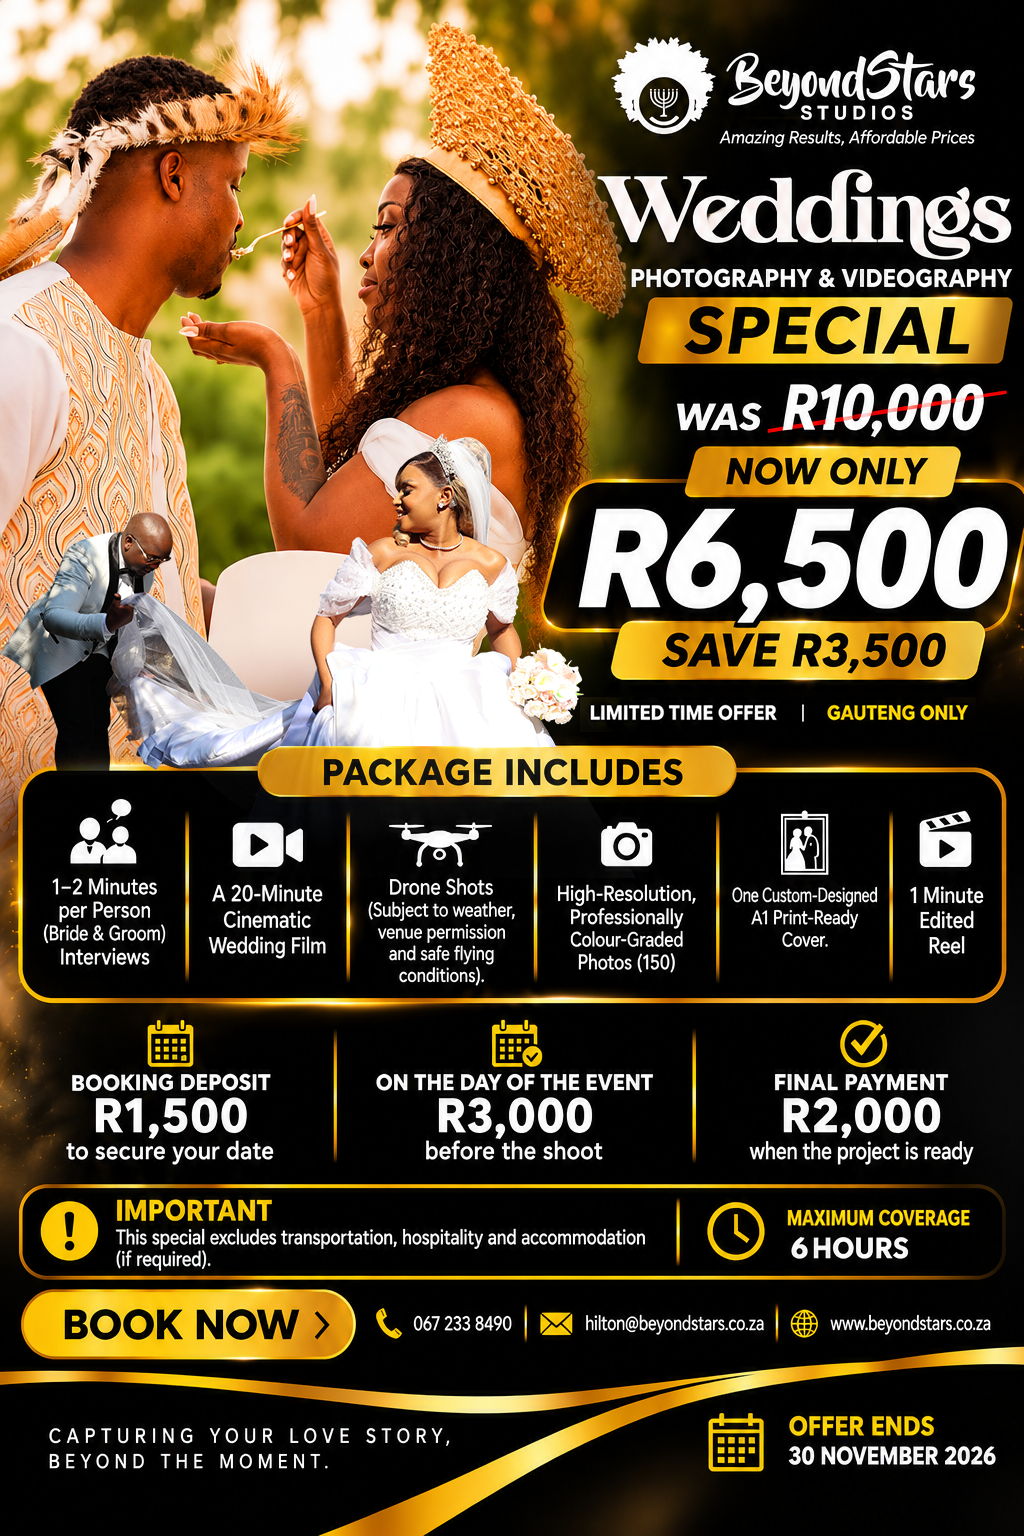 BeyondStars
STUDIOS
Amazing Results, Affordable Prices
Weddings
PHOTOGRAPHY & VIDEOGRAPHY
SPECIAL
WAS R10,000
NOW ONLY
R6,500
SAVE R3,500
LIMITED TIME OFFER | GAUTENG ONLY
PACKAGE INCLUDES
1–2 Minutes
per Person
(Bride & Groom)
Interviews
A 20-Minute
Cinematic
Wedding Film
Drone Shots
(Subject to weather,
venue permission
and safe flying
conditions).
High-Resolution,
Professionally
Colour-Graded
Photos (150)
One Custom-Designed
A1 Print-Ready
Cover.
1 Minute
Edited
Reel
BOOKING DEPOSIT
R1,500
to secure your date
ON THE DAY OF THE EVENT
R3,000
before the shoot
FINAL PAYMENT
R2,000
when the project is ready
IMPORTANT
This special excludes transportation, hospitality and accommodation
(if required).
MAXIMUM COVERAGE
6 HOURS
BOOK NOW >
067 233 8490
hilton@beyondstars.co.za
www.beyondstars.co.za
CAPTURING YOUR LOVE STORY,
BEYOND THE MOMENT.
OFFER ENDS
30 NOVEMBER 2026